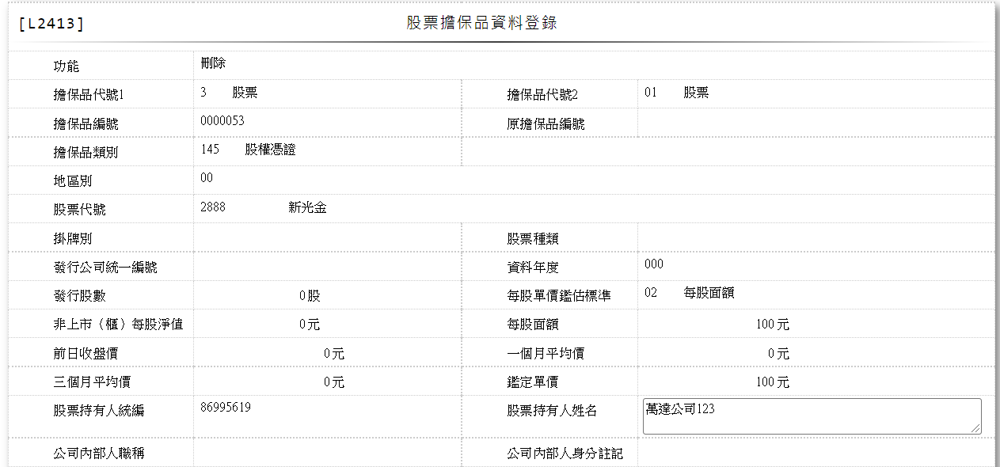 [L2413] 股票擔保品資料登錄
功能 刪除
擔保品代號1 3 股票 擔保品代號2 01 股票
擔保品編號 0000053 原擔保品編號
擔保品類別 145 股權憑證
地區別 00
股票代號 2888 新光金
掛牌別 股票種類
發行公司統一編號 資料年度 000
發行股數 0股 每股單價鑑估標準 02 每股面額
非上市（櫃）每股淨值 0元 每股面額 100元
前日收盤價 0元 一個月平均價 0元
三個月平均價 0元 鑑定單價 100元
股票持有人統編 86995619 股票持有人姓名 萬達公司123
公司內部人職稱 公司內部人身分註記